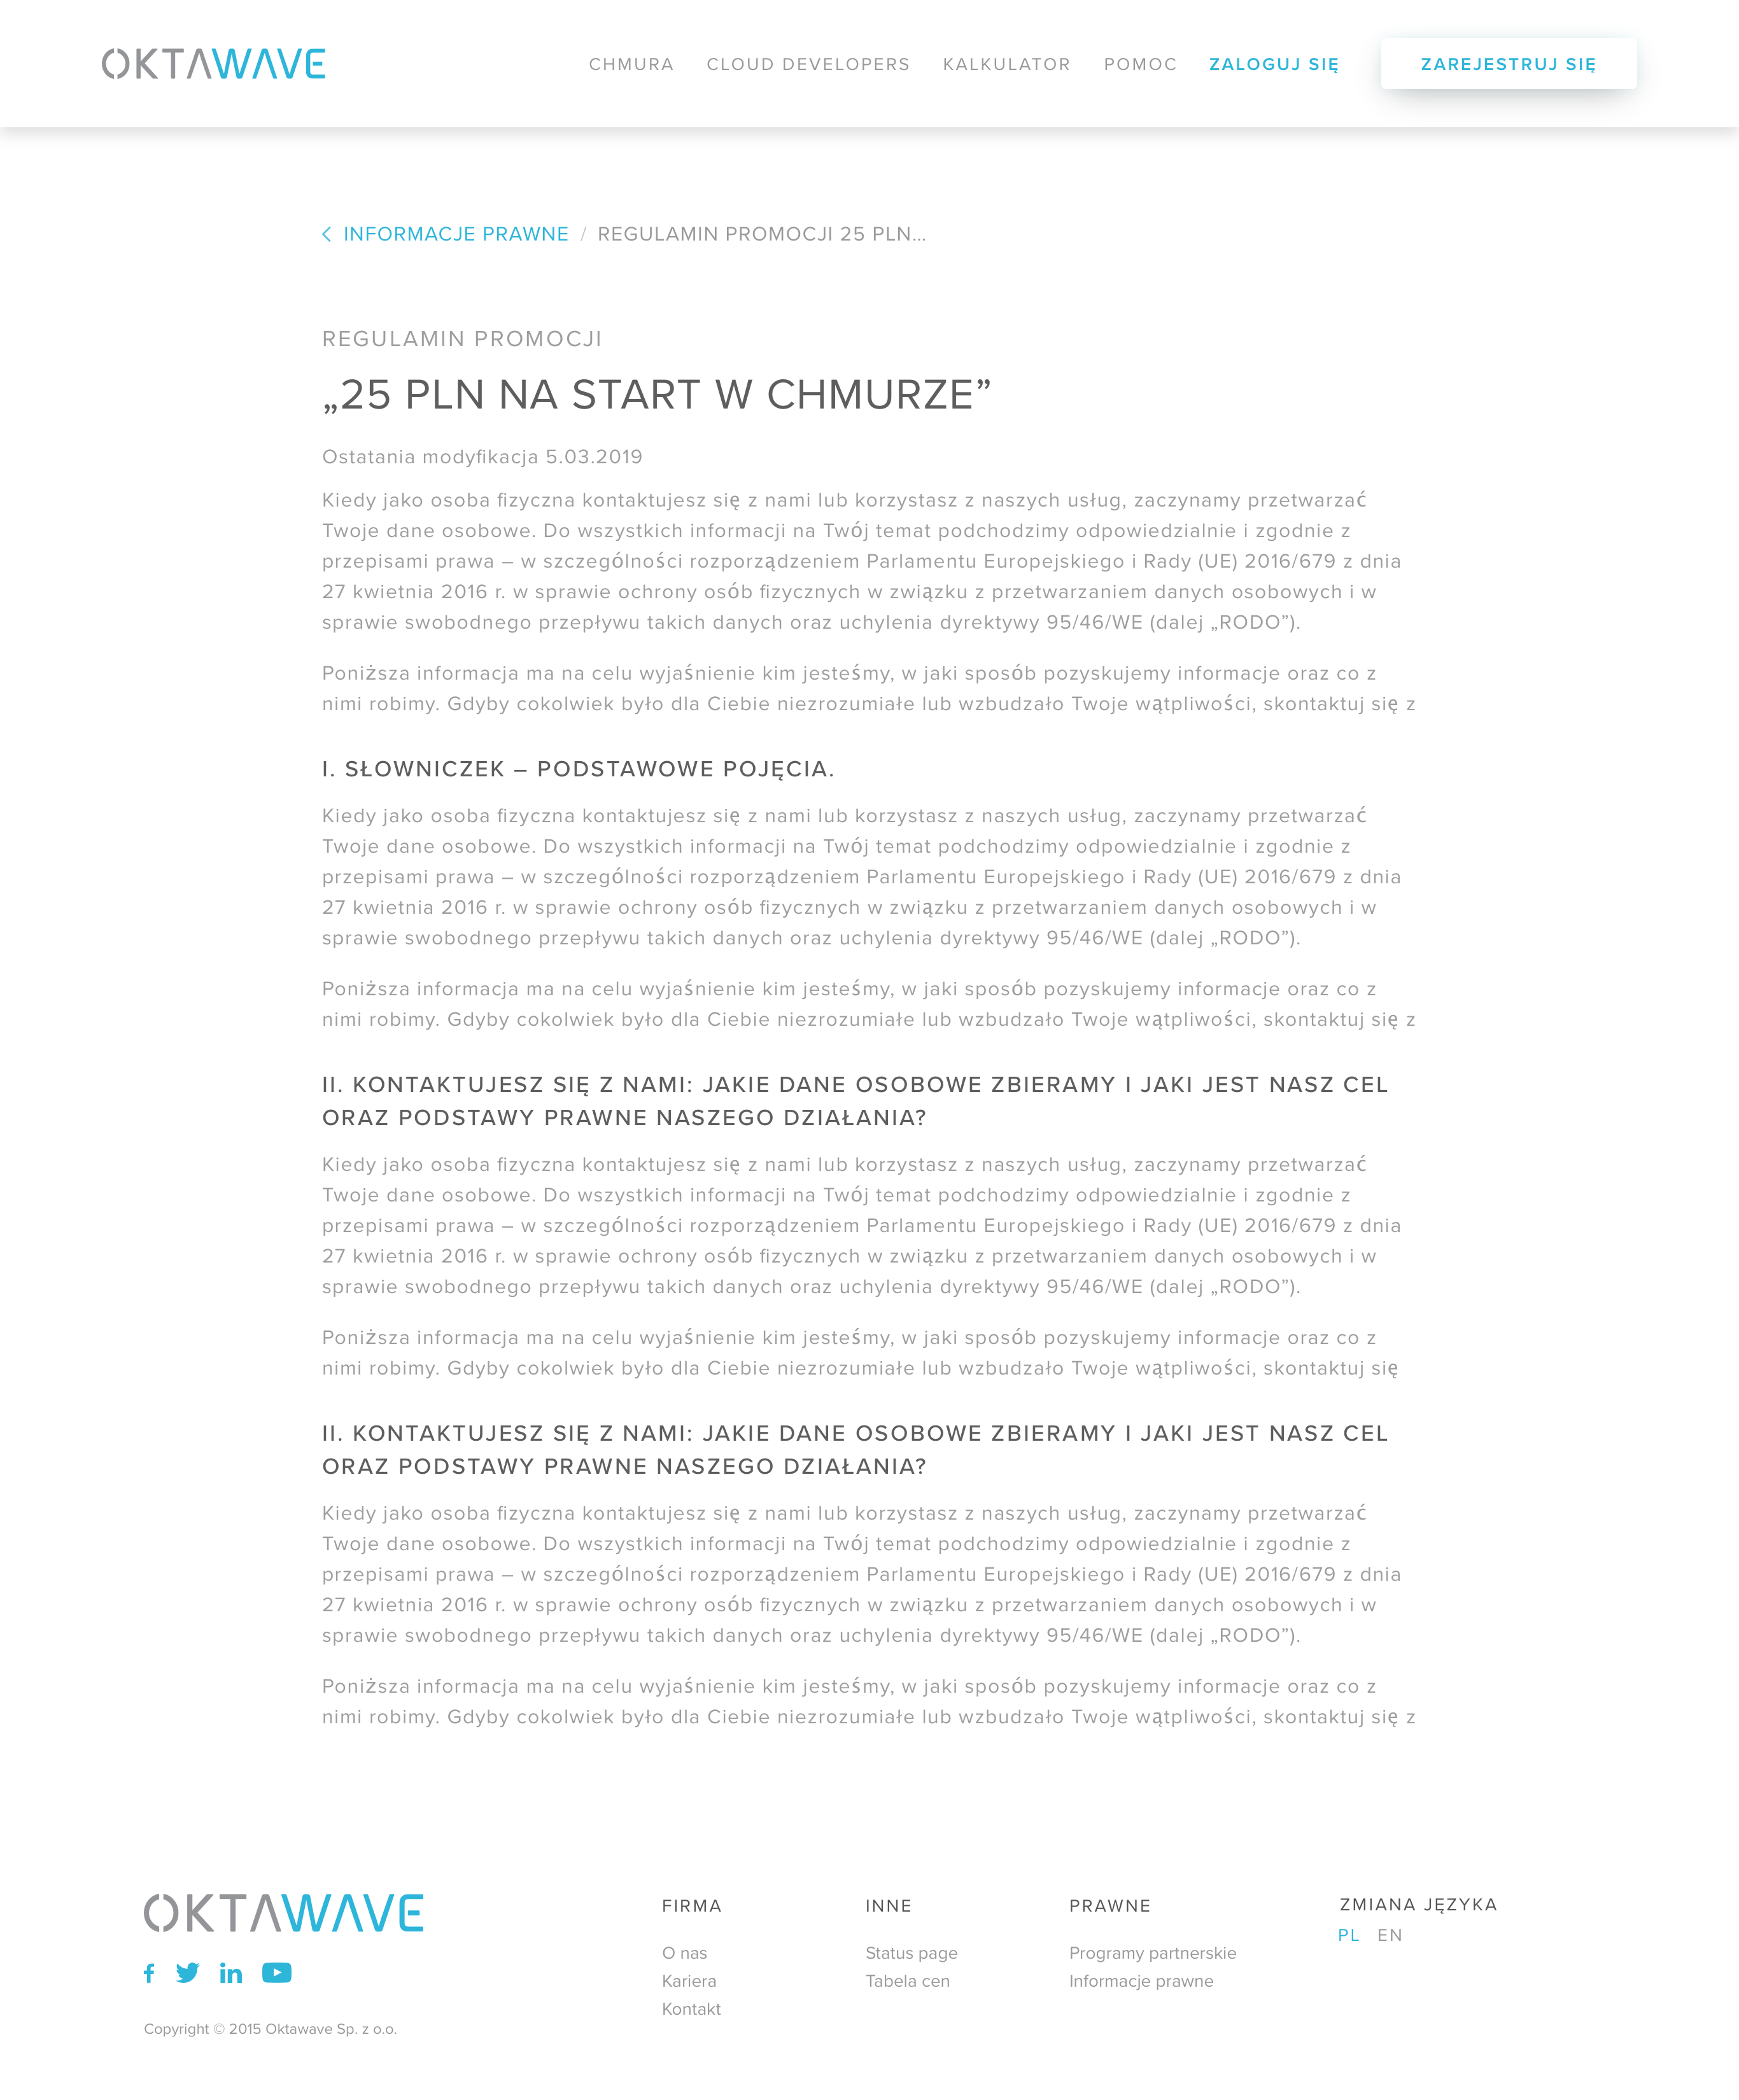 OKTAWAVE
CHMURA CLOUD DEVELOPERS KALKULATOR POMOC ZALOGUJ SIĘ ZAREJESTRUJ SIĘ
INFORMACJE PRAWNE / REGULAMIN PROMOCJI 25 PLN...
REGULAMIN PROMOCJI
„25 PLN NA START W CHMURZE”
Ostatania modyfikacja 5.03.2019
Kiedy jako osoba fizyczna kontaktujesz się z nami lub korzystasz z naszych usług, zaczynamy przetwarzać
Twoje dane osobowe. Do wszystkich informacji na Twój temat podchodzimy odpowiedzialnie i zgodnie z
przepisami prawa – w szczególności rozporządzeniem Parlamentu Europejskiego i Rady (UE) 2016/679 z dnia
27 kwietnia 2016 r. w sprawie ochrony osób fizycznych w związku z przetwarzaniem danych osobowych i w
sprawie swobodnego przepływu takich danych oraz uchylenia dyrektywy 95/46/WE (dalej „RODO”).
Poniższa informacja ma na celu wyjaśnienie kim jesteśmy, w jaki sposób pozyskujemy informacje oraz co z
nimi robimy. Gdyby cokolwiek było dla Ciebie niezrozumiałe lub wzbudzało Twoje wątpliwości, skontaktuj się z
I. SŁOWNICZEK – PODSTAWOWE POJĘCIA.
Kiedy jako osoba fizyczna kontaktujesz się z nami lub korzystasz z naszych usług, zaczynamy przetwarzać
Twoje dane osobowe. Do wszystkich informacji na Twój temat podchodzimy odpowiedzialnie i zgodnie z
przepisami prawa – w szczególności rozporządzeniem Parlamentu Europejskiego i Rady (UE) 2016/679 z dnia
27 kwietnia 2016 r. w sprawie ochrony osób fizycznych w związku z przetwarzaniem danych osobowych i w
sprawie swobodnego przepływu takich danych oraz uchylenia dyrektywy 95/46/WE (dalej „RODO”).
Poniższa informacja ma na celu wyjaśnienie kim jesteśmy, w jaki sposób pozyskujemy informacje oraz co z
nimi robimy. Gdyby cokolwiek było dla Ciebie niezrozumiałe lub wzbudzało Twoje wątpliwości, skontaktuj się z
II. KONTAKTUJESZ SIĘ Z NAMI: JAKIE DANE OSOBOWE ZBIERAMY I JAKI JEST NASZ CEL
ORAZ PODSTAWY PRAWNE NASZEGO DZIAŁANIA?
Kiedy jako osoba fizyczna kontaktujesz się z nami lub korzystasz z naszych usług, zaczynamy przetwarzać
Twoje dane osobowe. Do wszystkich informacji na Twój temat podchodzimy odpowiedzialnie i zgodnie z
przepisami prawa – w szczególności rozporządzeniem Parlamentu Europejskiego i Rady (UE) 2016/679 z dnia
27 kwietnia 2016 r. w sprawie ochrony osób fizycznych w związku z przetwarzaniem danych osobowych i w
sprawie swobodnego przepływu takich danych oraz uchylenia dyrektywy 95/46/WE (dalej „RODO”).
Poniższa informacja ma na celu wyjaśnienie kim jesteśmy, w jaki sposób pozyskujemy informacje oraz co z
nimi robimy. Gdyby cokolwiek było dla Ciebie niezrozumiałe lub wzbudzało Twoje wątpliwości, skontaktuj się
II. KONTAKTUJESZ SIĘ Z NAMI: JAKIE DANE OSOBOWE ZBIERAMY I JAKI JEST NASZ CEL
ORAZ PODSTAWY PRAWNE NASZEGO DZIAŁANIA?
Kiedy jako osoba fizyczna kontaktujesz się z nami lub korzystasz z naszych usług, zaczynamy przetwarzać
Twoje dane osobowe. Do wszystkich informacji na Twój temat podchodzimy odpowiedzialnie i zgodnie z
przepisami prawa – w szczególności rozporządzeniem Parlamentu Europejskiego i Rady (UE) 2016/679 z dnia
27 kwietnia 2016 r. w sprawie ochrony osób fizycznych w związku z przetwarzaniem danych osobowych i w
sprawie swobodnego przepływu takich danych oraz uchylenia dyrektywy 95/46/WE (dalej „RODO”).
Poniższa informacja ma na celu wyjaśnienie kim jesteśmy, w jaki sposób pozyskujemy informacje oraz co z
nimi robimy. Gdyby cokolwiek było dla Ciebie niezrozumiałe lub wzbudzało Twoje wątpliwości, skontaktuj się z
OKTAWAVE
Copyright © 2015 Oktawave Sp. z o.o.
FIRMA
O nas
Kariera
Kontakt
INNE
Status page
Tabela cen
PRAWNE
Programy partnerskie
Informacje prawne
ZMIANA JĘZYKA
PL EN